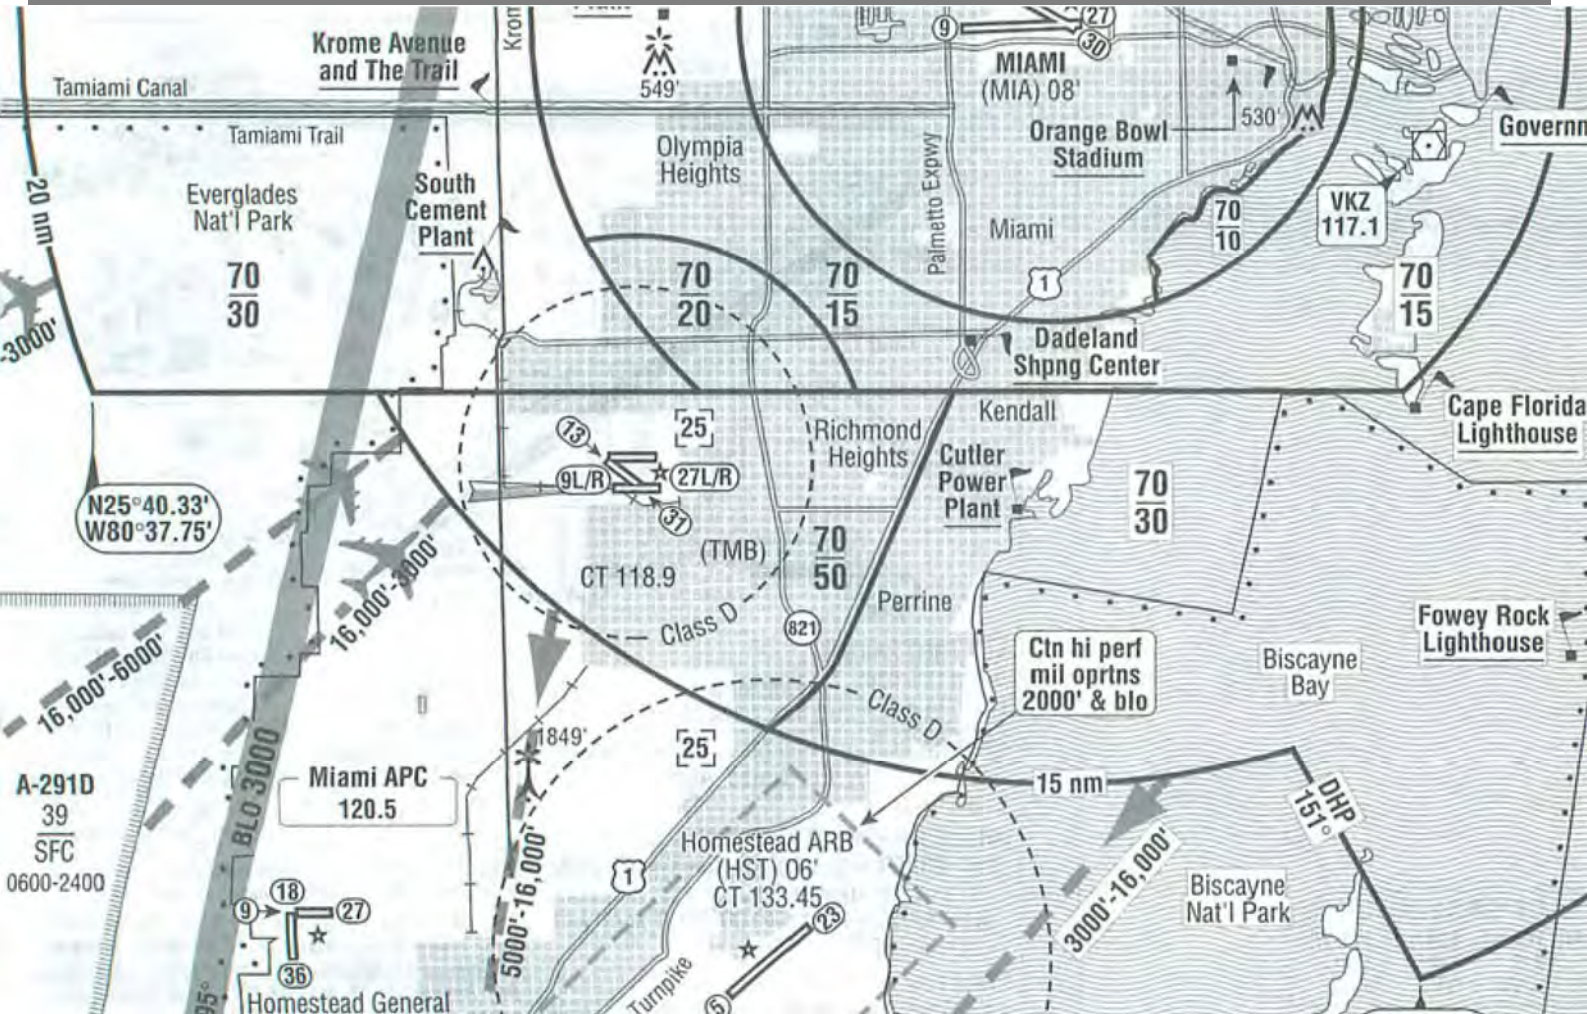 Krome Avenue
and The Trail
Krom
549'
9
27
30
MIAMI
(MIA) 08'
Orange Bowl
Stadium
530'
Governm
Tamiami Canal
Tamiami Trail
20 nm
Everglades
Nat'l Park
70
30
South
Cement
Plant
Olympia
Heights
Palmetto Expwy
Miami
1
70
10
VKZ
117.1
70
15
70
20
70
15
-3000'
Dadeland
Shpng Center
Kendall
Cape Florida
Lighthouse
N25°40.33'
W80°37.75'
13
25
9L/R
27L/R
31
Richmond
Heights
Cutler
Power
Plant
70
30
(TMB)
CT 118.9
70
50
Class D
821
Perrine
16,000'-3000'
16,000'-6000'
Ctn hi perf
mil oprtns
2000' & blo
Biscayne
Bay
Fowey Rock
Lighthouse
Class D
1849'
25
15 nm
DHP
151°
A-291D
39
SFC
0600-2400
BLO 3000
Miami APC
120.5
5000'-16,000'
1
Homestead ARB
(HST) 06'
CT 133.45
23
5
3000'-16,000'
Biscayne
Nat'l Park
18
9
27
36
Homestead General
Turnpike
95°